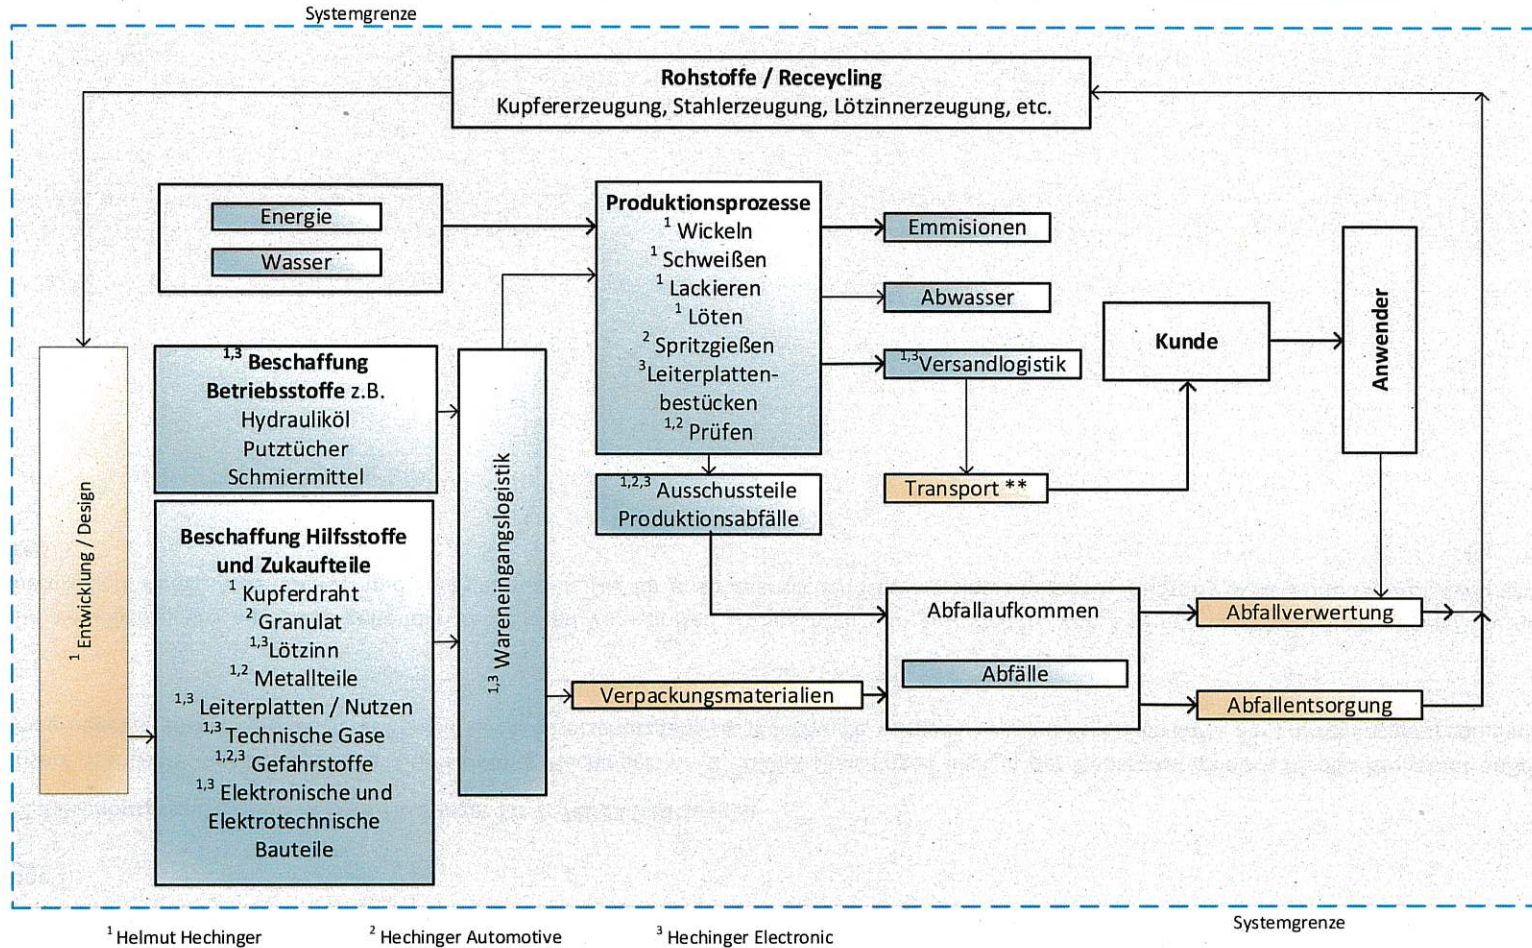 Systemgrenze
Rohstoffe / Receycling
Kupfererzeugung, Stahlerzeugung, Lötzinnerzeugung, etc.
Energie
Wasser
Produktionsprozesse
1 Wickeln
1 Schweißen
1 Lackieren
1 Löten
2 Spritzgießen
3 Leiterplatten-
bestücken
1,2 Prüfen
Emmisionen
Abwasser
1,3 Versandlogistik
Transport **
Kunde
Anwender
1 Entwicklung / Design
1,3 Beschaffung
Betriebsstoffe z.B.
Hydrauliköl
Putztücher
Schmiermittel
Beschaffung Hilfsstoffe
und Zukaufteile
1 Kupferdraht
2 Granulat
1,3 Lötzinn
1,2 Metallteile
1,3 Leiterplatten / Nutzen
1,3 Technische Gase
1,2,3 Gefahrstoffe
1,3 Elektronische und
Elektrotechnische
Bauteile
1,3 Wareneingangslogistik
1,2,3 Ausschussteile
Produktionsabfälle
Verpackungsmaterialien
Abfallaufkommen
Abfälle
Abfallverwertung
Abfallentsorgung
Systemgrenze
1 Helmut Hechinger
2 Hechinger Automotive
3 Hechinger Electronic